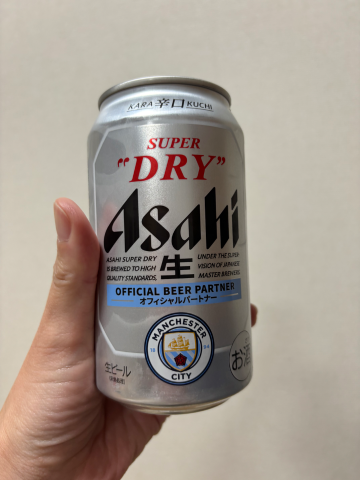 KARA 辛口 KUCHI
SUPER
"DRY"
Asahi
ASAHI SUPER DRY
IS BREWED TO HIGH
QUALITY STANDARDS,
生
UNDER THE SUPER
VISION OF JAPANESE
MASTER BREWERS.
OFFICIAL BEER PARTNER
オフィシャルパートナー
MANCHESTER
18 94
CITY
生ビール
お酒